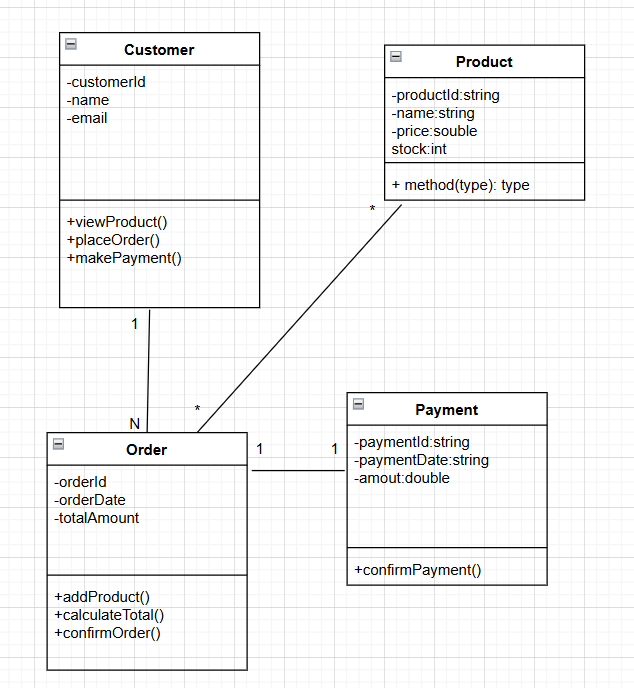 Customer
-customerId
-name
-email
+viewProduct()
+placeOrder()
+makePayment()
Product
-productId:string
-name:string
-price:souble
stock:int
+ method(type): type
1
N
*
*
Order
-orderId
-orderDate
-totalAmount
+addProduct()
+calculateTotal()
+confirmOrder()
1
1
Payment
-paymentId:string
-paymentDate:string
-amout:double
+confirmPayment()